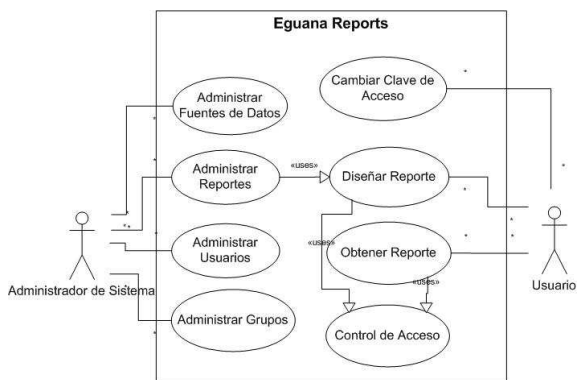 Eguana Reports
Administrar
Fuentes de Datos
Cambiar Clave de
Acceso
*
*
*
*
*
Administrar
Reportes
«uses»
Diseñar Reporte
*
*
* *
*
*
Administrar
Usuarios
«uses»
Obtener Reporte
*
*
«uses»
Administrador de Sistema
*
Usuario
Administrar Grupos
Control de Acceso
*